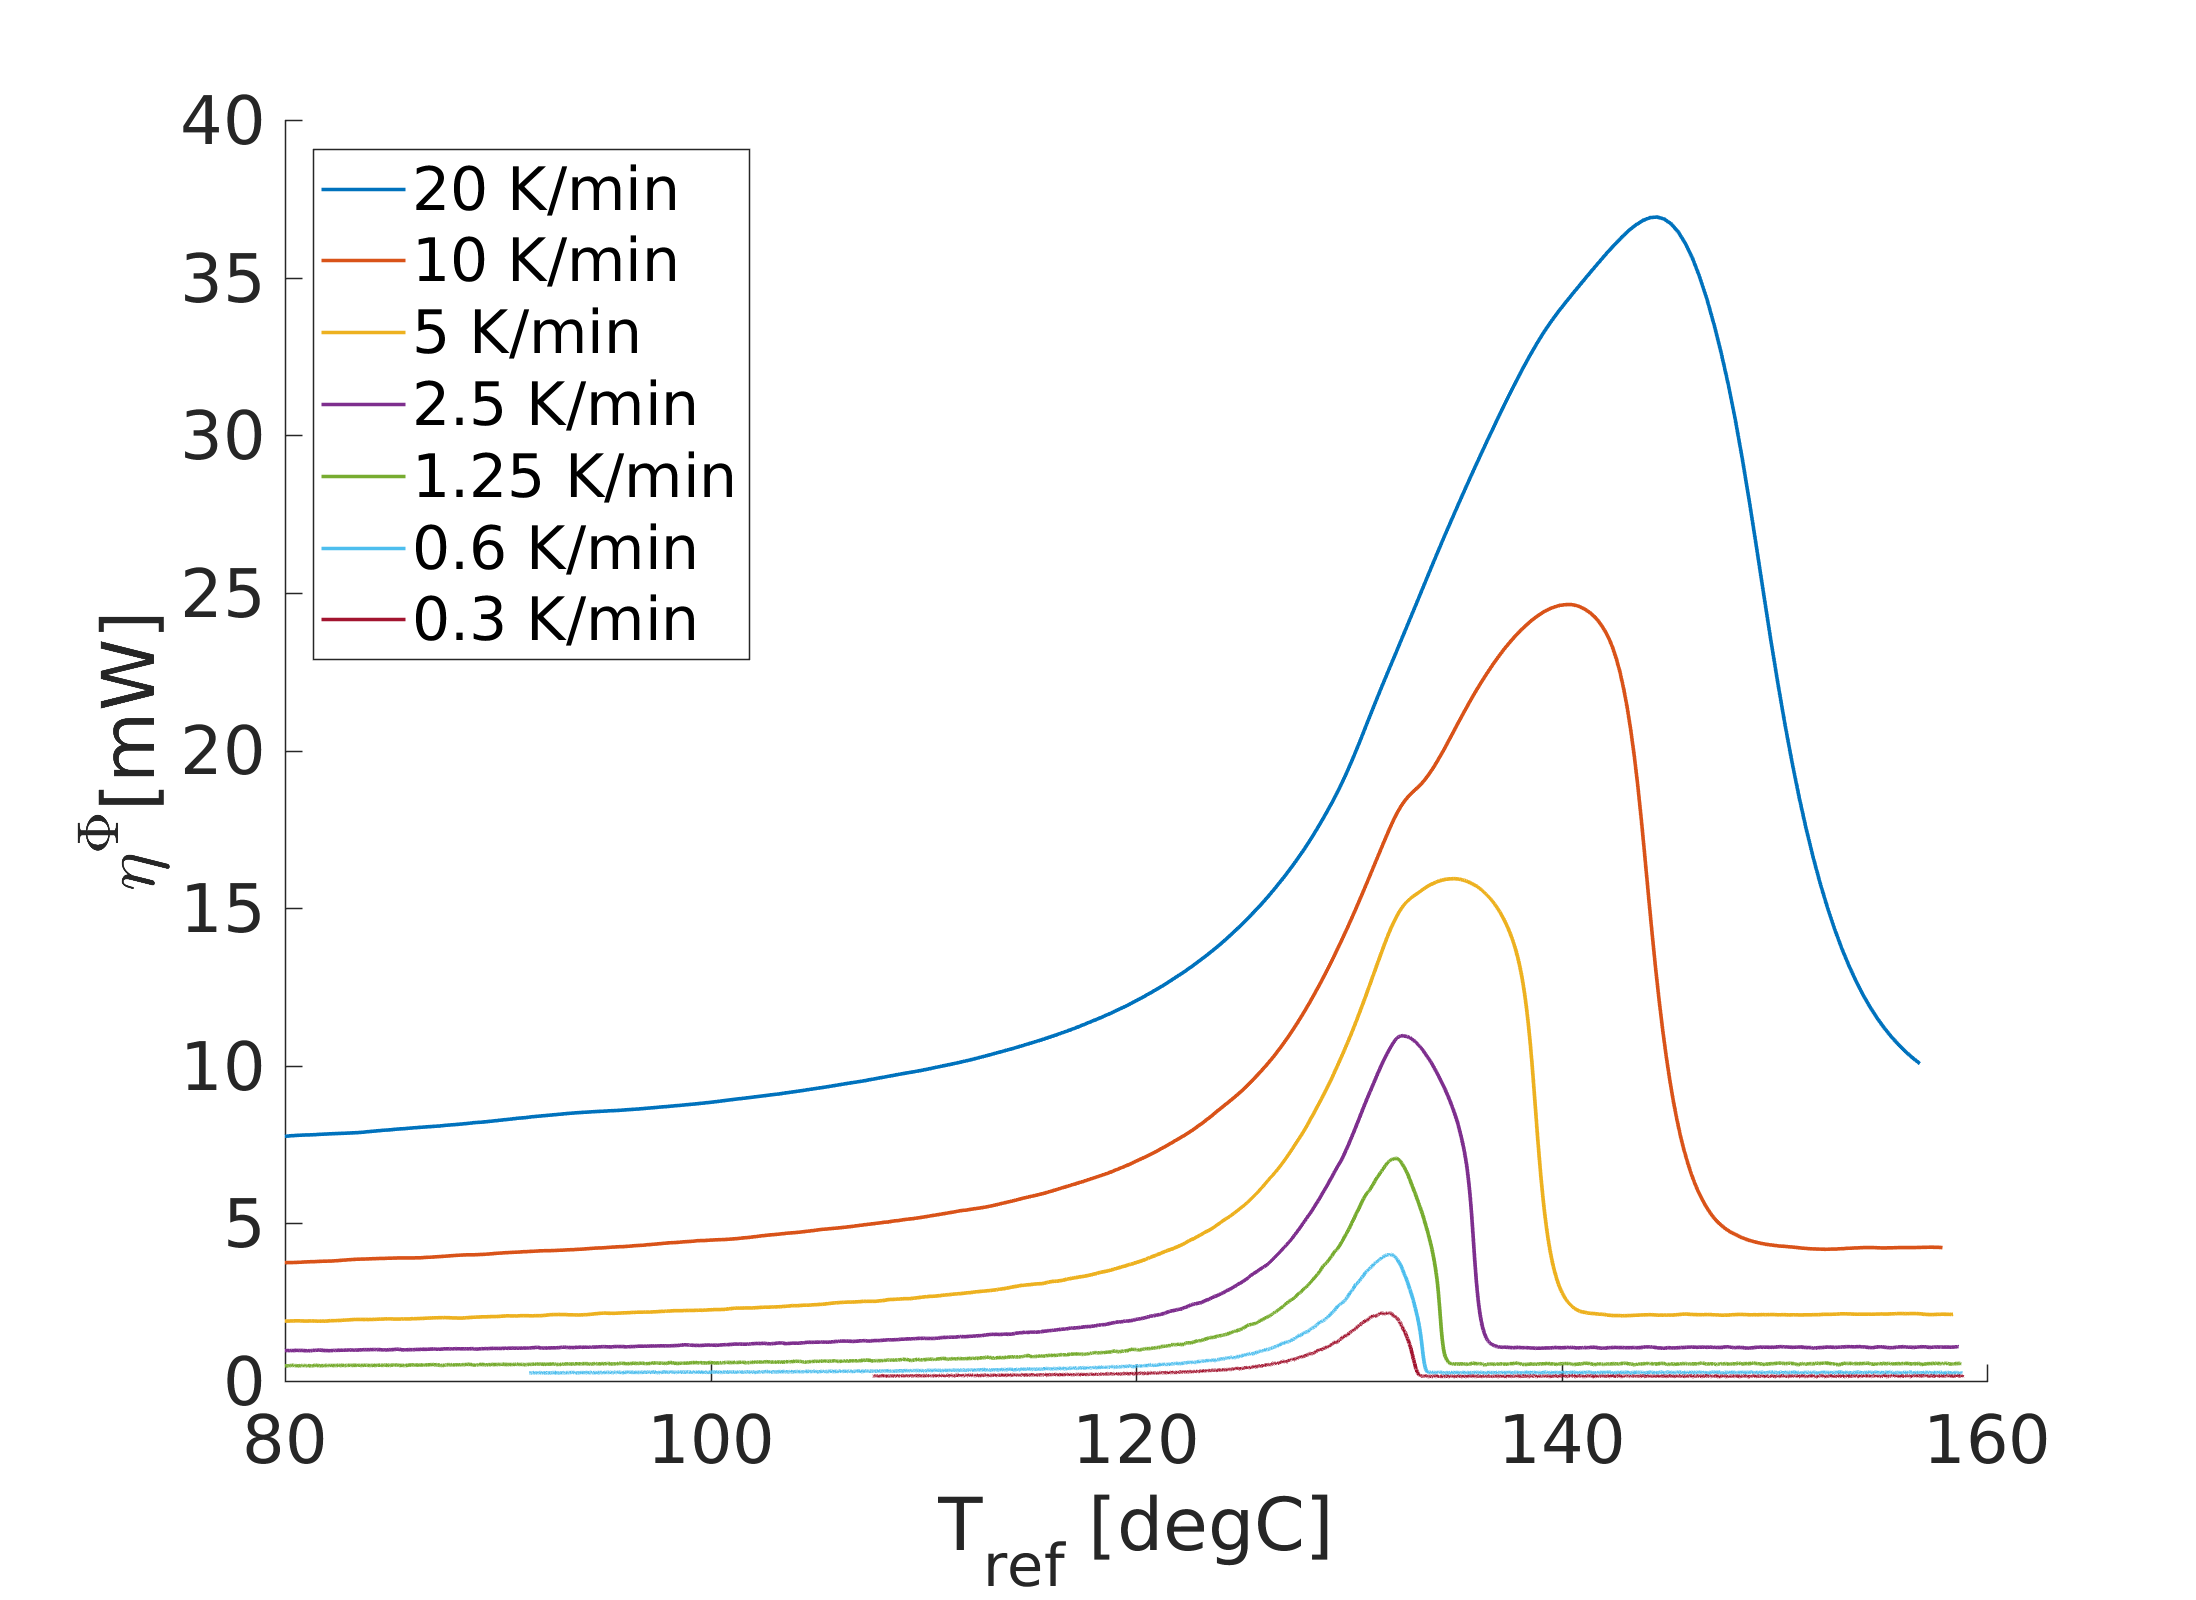 40
35
30
25
20
15
10
5
0
η^Φ[mW]
20 K/min
10 K/min
5 K/min
2.5 K/min
1.25 K/min
0.6 K/min
0.3 K/min
80 100 120 140 160
T_ref [degC]